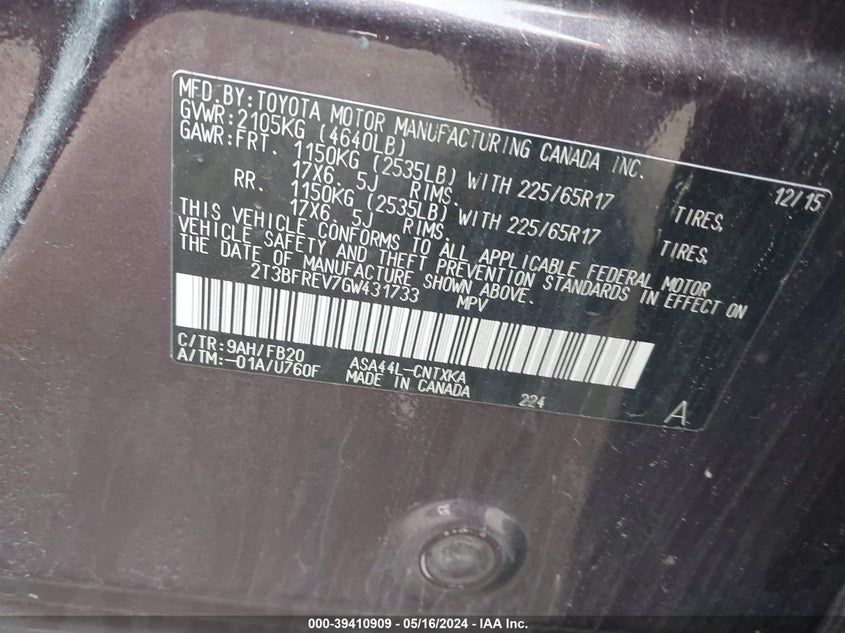 MFD. BY: TOYOTA MOTOR MANUFACTURING CANADA INC.
GVWR: 2105KG (4640LB) 12/15
GAWR: FRT. 1150KG (2535LB) WITH 225/65R17 TIRES,
17X6. 5J RIMS.
RR. 1150KG (2535LB) WITH 225/65R17 TIRES,
17X6. 5J RIMS.
THIS VEHICLE CONFORMS TO ALL APPLICABLE FEDERAL MOTOR
VEHICLE SAFETY AND THEFT PREVENTION STANDARDS IN EFFECT ON
THE DATE OF MANUFACTURE SHOWN ABOVE.
2T3BFREV7GW431733 MPV
C/TR: 9AH/FB20 ASA44L-CNTXKA
A/TM: -01A/U760F MADE IN CANADA 224
A
000-39410909 - 05/16/2024 - IAA Inc.